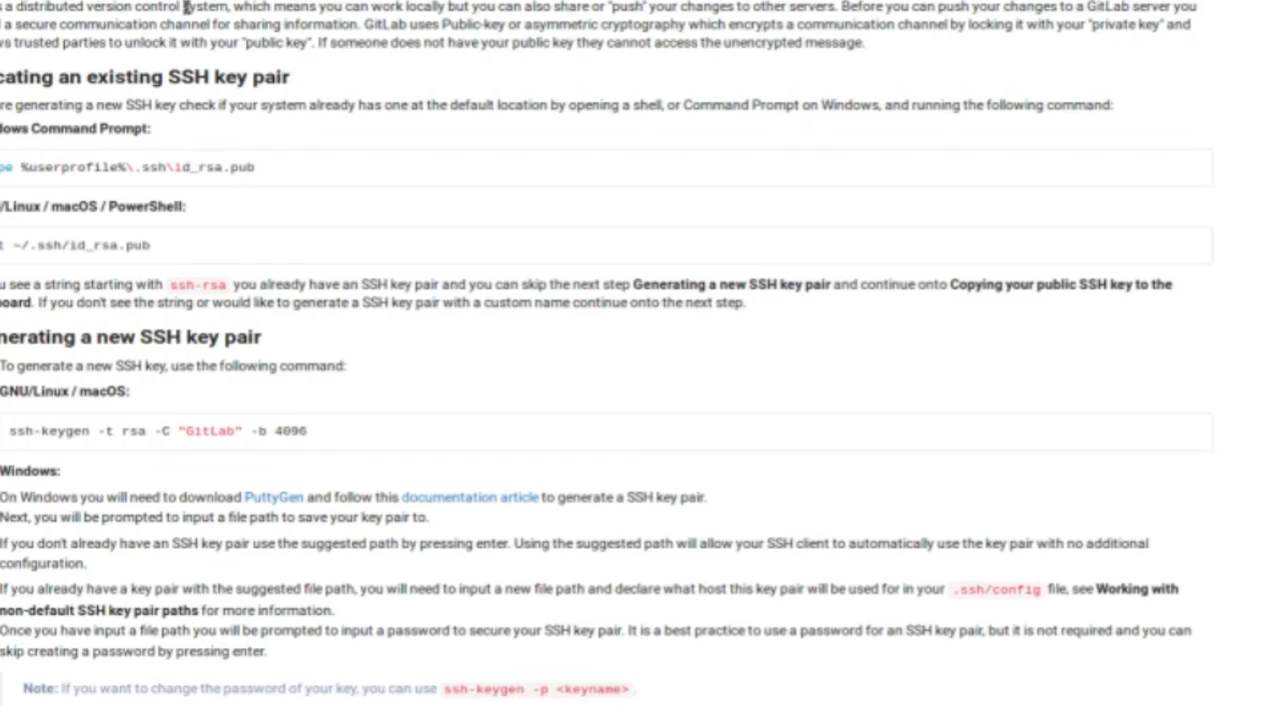 s a distributed version control system, which means you can work locally but you can also share or "push" your changes to other servers. Before you can push your changes to a GitLab server you
a secure communication channel for sharing information. GitLab uses Public-key or asymmetric cryptography which encrypts a communication channel by locking it with your "private key" and
ws trusted parties to unlock it with your "public key". If someone does not have your public key they cannot access the unencrypted message.
cating an existing SSH key pair
re generating a new SSH key check if your system already has one at the default location by opening a shell, or Command Prompt on Windows, and running the following command:
dows Command Prompt:
pe %userprofile%\.ssh\id_rsa.pub
/Linux / macOS / PowerShell:
t ~/.ssh/id_rsa.pub
u see a string starting with ssh-rsa you already have an SSH key pair and you can skip the next step Generating a new SSH key pair and continue onto Copying your public SSH key to the
oard. If you don't see the string or would like to generate a SSH key pair with a custom name continue onto the next step.
nerating a new SSH key pair
To generate a new SSH key, use the following command:
GNU/Linux / macOS:
ssh-keygen -t rsa -C "GitLab" -b 4096
Windows:
On Windows you will need to download PuttyGen and follow this documentation article to generate a SSH key pair.
Next, you will be prompted to input a file path to save your key pair to.
If you don't already have an SSH key pair use the suggested path by pressing enter. Using the suggested path will allow your SSH client to automatically use the key pair with no additional
configuration.
If you already have a key pair with the suggested file path, you will need to input a new file path and declare what host this key pair will be used for in your .ssh/config file, see Working with
non-default SSH key pair paths for more information.
Once you have input a file path you will be prompted to input a password to secure your SSH key pair. It is a best practice to use a password for an SSH key pair, but it is not required and you can
skip creating a password by pressing enter.
Note: If you want to change the password of your key, you can use ssh-keygen -p <keyname>.